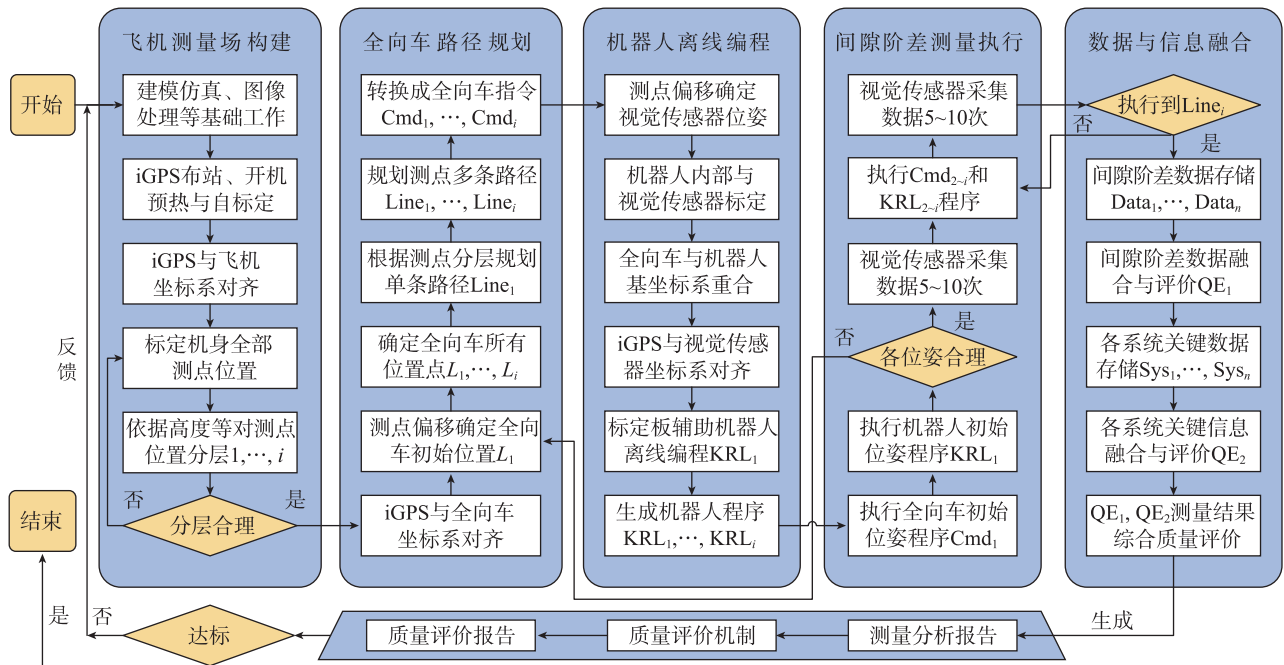 开始
结束
反
馈
是
否
飞机测量场构建
建模仿真、图像
处理等基础工作
iGPS布站、开机
预热与自标定
iGPS与飞机
坐标系对齐
标定机身全部
测点位置
依据高度等对测点
位置分层1,…, i
否
是
分层合理
全向车路径规划
转换成全向车指令
Cmd₁, …, Cmdᵢ
规划测点多条路径
Line₁, …, Lineᵢ
根据测点分层规划
单条路径Line₁
确定全向车所有
位置点L₁,…, Lᵢ
测点偏移确定全向
车初始位置L₁
iGPS与全向车
坐标系对齐
机器人离线编程
测点偏移确定
视觉传感器位姿
机器人内部与
视觉传感器标定
全向车与机器人
基坐标系重合
iGPS与视觉传感
器坐标系对齐
标定板辅助机器人
离线编程KRL₁
生成机器人程序
KRL₁,…, KRLᵢ
间隙阶差测量执行
视觉传感器采集
数据5~10次
执行Cmd₂~ᵢ和
KRL₂~ᵢ程序
视觉传感器采集
数据5~10次
否
是
各位姿合理
执行机器人初始
位姿程序KRL₁
执行全向车初始
位姿程序Cmd₁
数据与信息融合
执行到Lineᵢ
否
是
间隙阶差数据存储
Data₁,…, Dataₙ
间隙阶差数据融
合与评价QE₁
各系统关键数据
存储Sys₁,…, Sysₙ
各系统关键信息
融合与评价QE₂
QE₁, QE₂测量结果
综合质量评价
生成
测量分析报告
质量评价机制
质量评价报告
达标